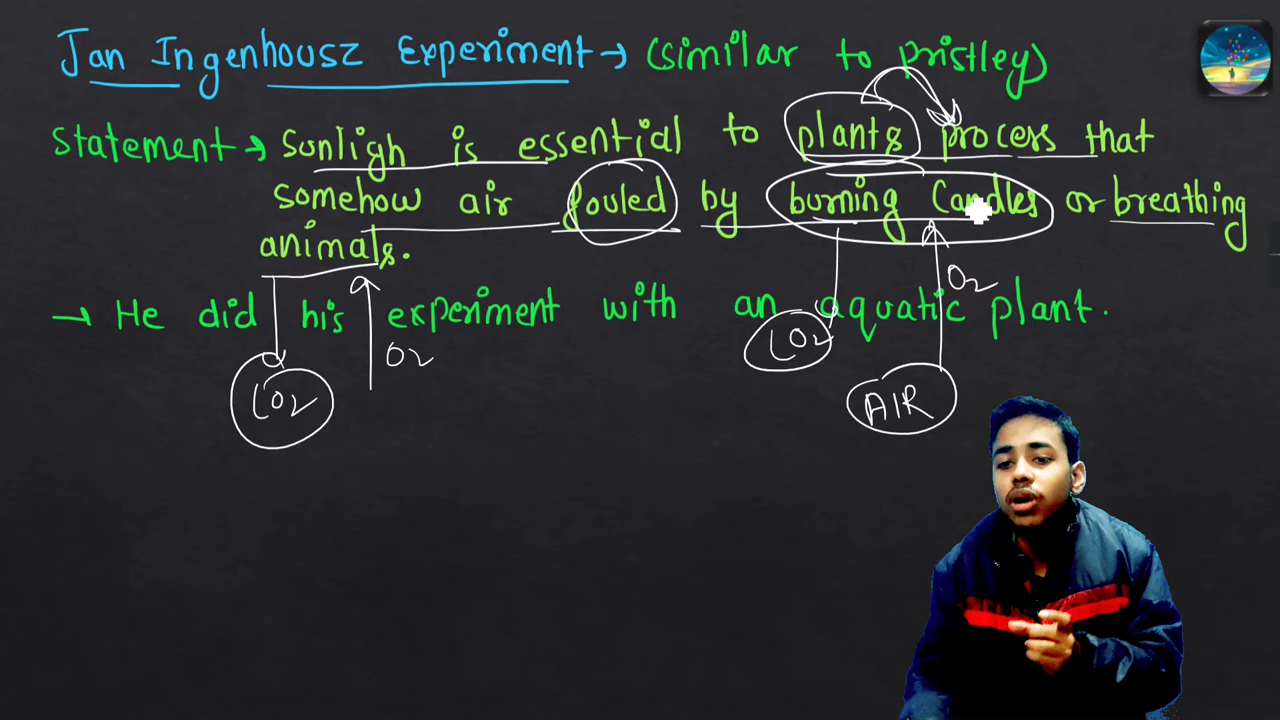 Jan Ingenhousz Experiment → (similar to pristley)
Statement → Sunligh is essential to plants process that
somehow air fouled by burning Candles or breathing
animals.
O2
→ He did his experiment with an aquatic plant.
CO2
O2
CO2
AIR